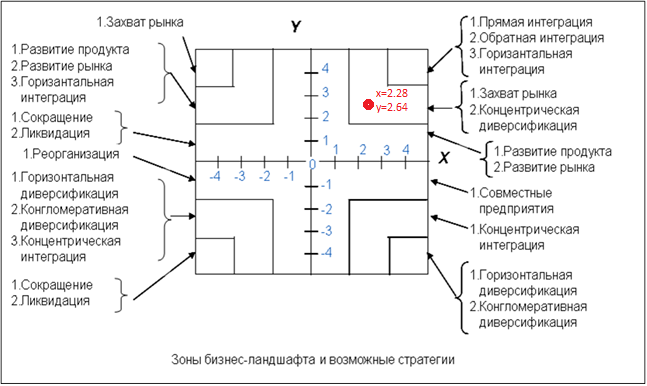 1.Захват рынка
1.Развитие продукта
2.Развитие рынка
3.Горизантальная
интеграция
1.Сокращение
2.Ликвидация
1.Реорганизация
1.Горизонтальная
диверсификация
2.Конгломеративная
диверсификация
3.Концентрическая
интеграция
1.Сокращение
2.Ликвидация
Y
4
3
2
1
0
-1
-2
-3
-4
-4 -3 -2 -1
1 2 3 4
X
x=2.28
y=2.64
1.Прямая интеграция
2.Обратная интеграция
3.Горизантальная
интеграция
1.Захват рынка
2.Концентрическая
диверсификация
1.Развитие продукта
2.Развитие рынка
1.Совместные
предприятия
1.Концентрическая
интеграция
1.Горизонтальная
диверсификация
2.Конгломеративная
диверсификация
Зоны бизнес-ландшафта и возможные стратегии